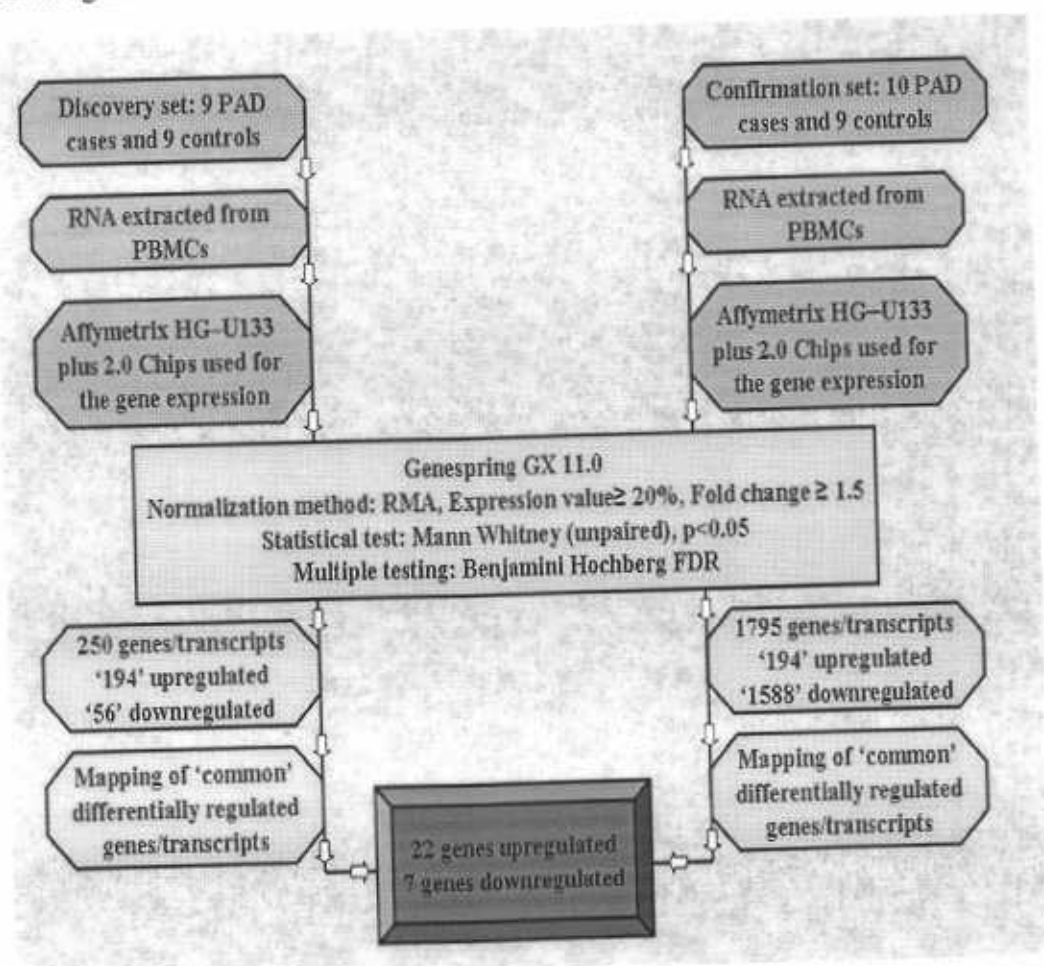 Discovery set: 9 PAD
cases and 9 controls
RNA extracted from
PBMCs
Affymetrix HG–U133
plus 2.0 Chips used for
the gene expression
Confirmation set: 10 PAD
cases and 9 controls
RNA extracted from
PBMCs
Affymetrix HG–U133
plus 2.0 Chips used for
the gene expression
Genespring GX 11.0
Normalization method: RMA, Expression value≥ 20%, Fold change ≥ 1.5
Statistical test: Mann Whitney (unpaired), p<0.05
Multiple testing: Benjamini Hochberg FDR
250 genes/transcripts
‘194’ upregulated
‘56’ downregulated
Mapping of ‘common’
differentially regulated
genes/transcripts
1795 genes/transcripts
‘194’ upregulated
‘1588’ downregulated
Mapping of ‘common’
differentially regulated
genes/transcripts
22 genes upregulated
7 genes downregulated